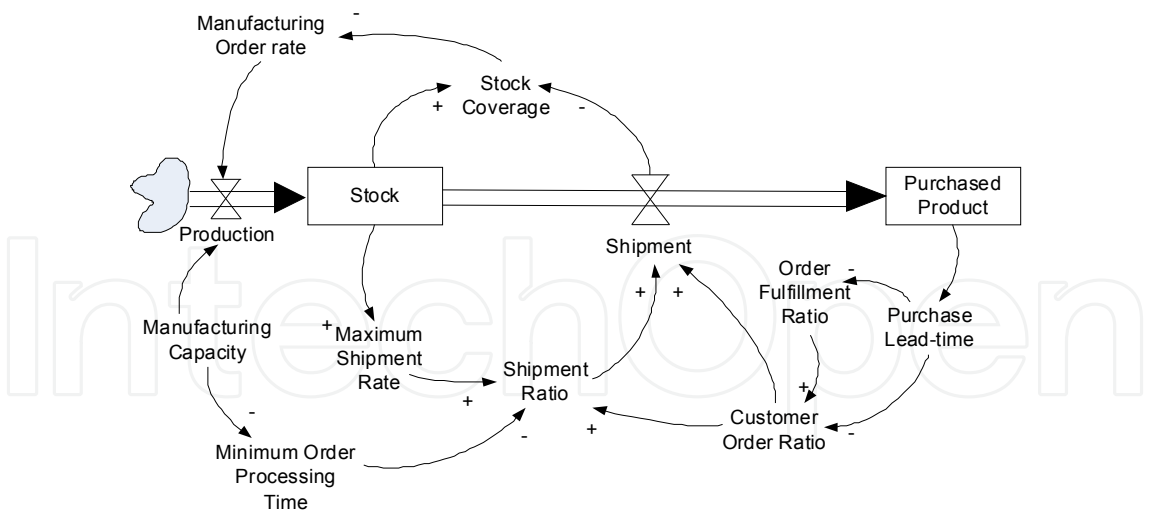 -
Manufacturing
Order rate
Stock
Coverage
+
-
Stock
Purchased
Product
Production
Shipment
Order
Fulfillment
Ratio
-
+
+
Purchase
Lead-time
Manufacturing
Capacity
+
Maximum
Shipment
Rate
Shipment
Ratio
+
+
-
Customer
Order Ratio
-
+
-
Minimum Order
Processing
Time
IntechOpen